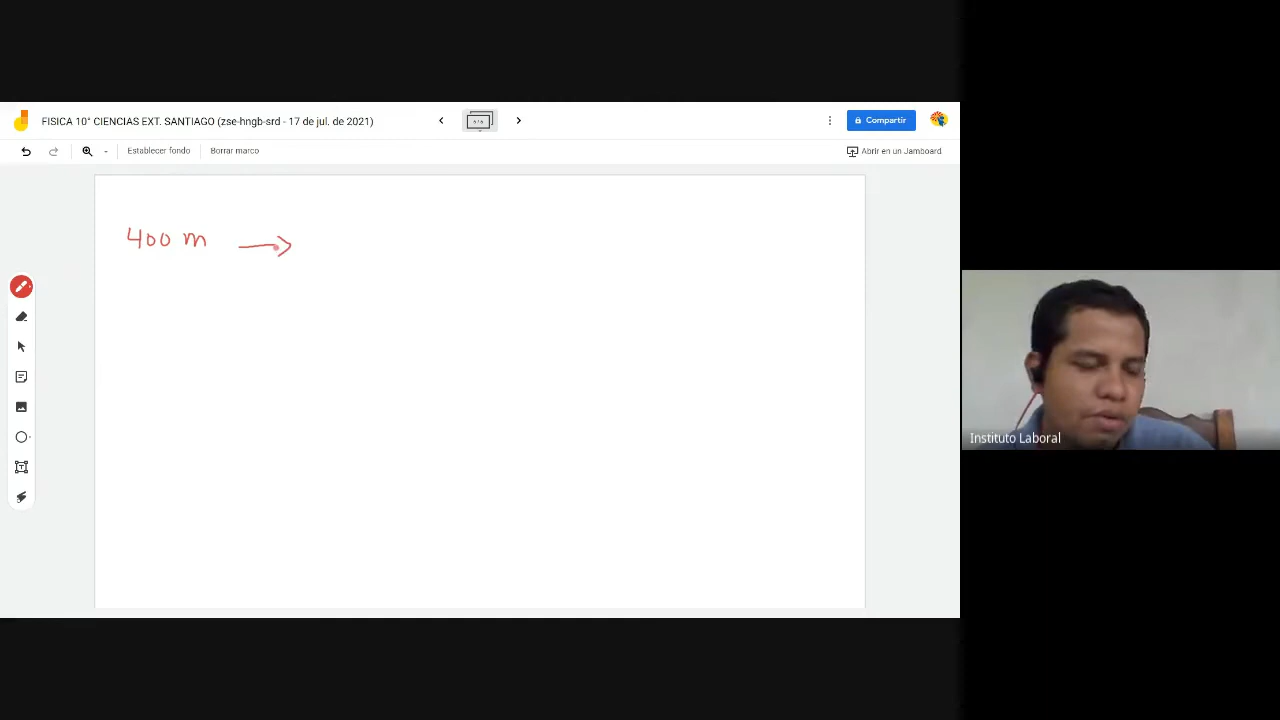 FISICA 10° CIENCIAS EXT. SANTIAGO (zse-hngb-srd - 17 de jul. de 2021)
Compartir
Establecer fondo
Borrar marco
Abrir en un Jamboard
400 m →
Instituto Laboral